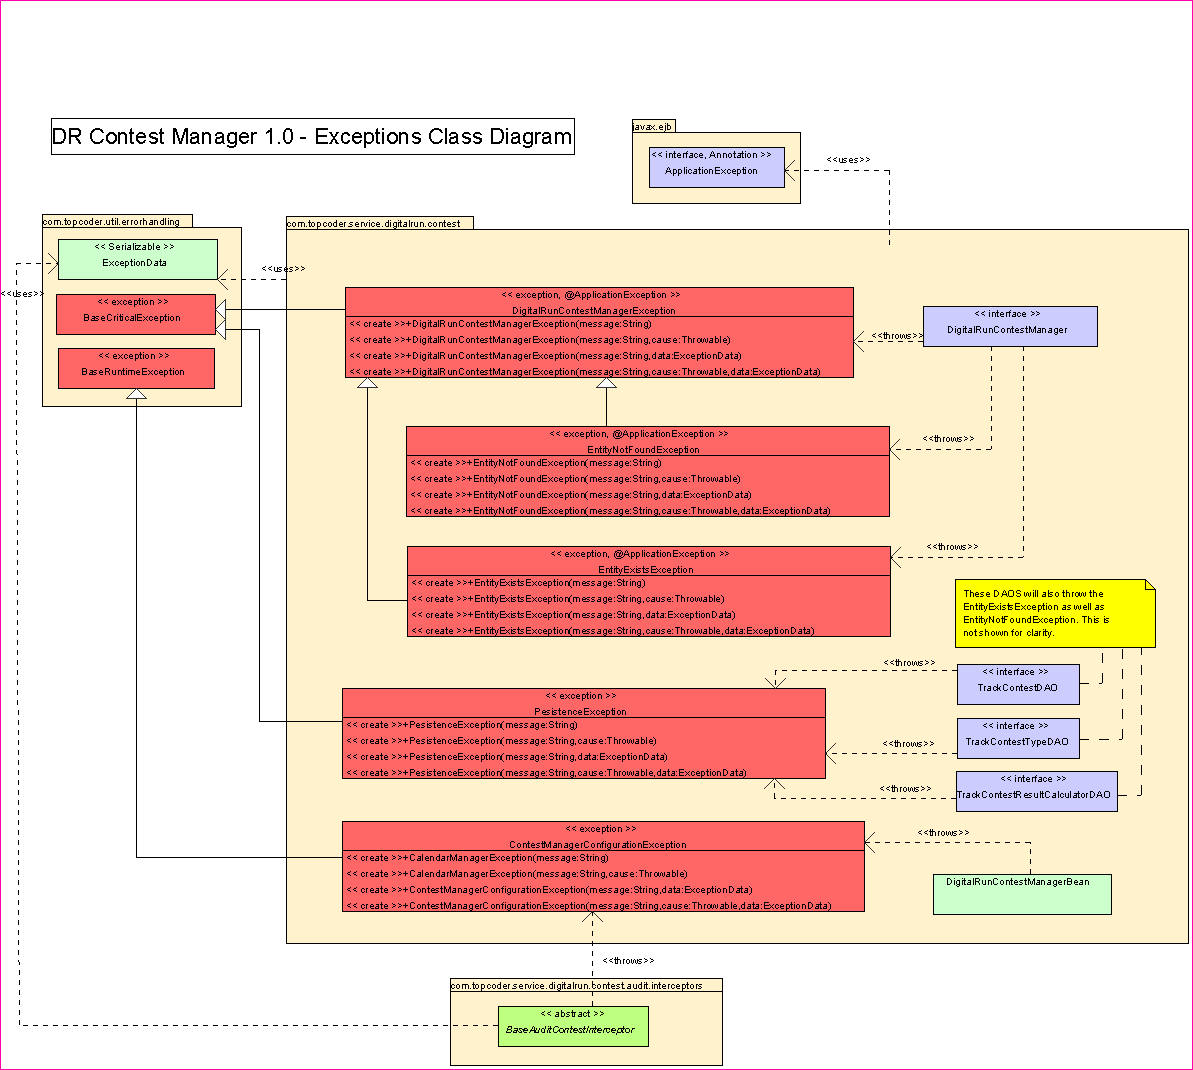 DR Contest Manager 1.0 - Exceptions Class Diagram
javax.ejb
<< interface, Annotation >>
ApplicationException
<<uses>>
com.topcoder.util.errorhandling
<< Serializable >>
ExceptionData
<< exception >>
BaseCriticalException
<< exception >>
BaseRuntimeException
<<uses>>
<<uses>>
com.topcoder.service.digitalrun.contest
<< exception, @ApplicationException >>
DigitalRunContestManagerException
<< create >>+DigitalRunContestManagerException(message:String)
<< create >>+DigitalRunContestManagerException(message:String,cause:Throwable)
<< create >>+DigitalRunContestManagerException(message:String,data:ExceptionData)
<< create >>+DigitalRunContestManagerException(message:String,cause:Throwable,data:ExceptionData)
<<throws>>
<< interface >>
DigitalRunContestManager
<< exception, @ApplicationException >>
EntityNotFoundException
<< create >>+EntityNotFoundException(message:String)
<< create >>+EntityNotFoundException(message:String,cause:Throwable)
<< create >>+EntityNotFoundException(message:String,data:ExceptionData)
<< create >>+EntityNotFoundException(message:String,cause:Throwable,data:ExceptionData)
<<throws>>
<< exception, @ApplicationException >>
EntityExistsException
<< create >>+EntityExistsException(message:String)
<< create >>+EntityExistsException(message:String,cause:Throwable)
<< create >>+EntityExistsException(message:String,data:ExceptionData)
<< create >>+EntityExistsException(message:String,cause:Throwable,data:ExceptionData)
<<throws>>
These DAOS will also throw the
EntityExistsException as well as
EntityNotFoundException. This is
not shown for clarity.
<< exception >>
PesistenceException
<< create >>+PesistenceException(message:String)
<< create >>+PesistenceException(message:String,cause:Throwable)
<< create >>+PesistenceException(message:String,data:ExceptionData)
<< create >>+PesistenceException(message:String,cause:Throwable,data:ExceptionData)
<<throws>>
<< interface >>
TrackContestDAO
<<throws>>
<< interface >>
TrackContestTypeDAO
<<throws>>
<< interface >>
TrackContestResultCalculatorDAO
<< exception >>
ContestManagerConfigurationException
<< create >>+CalendarManagerException(message:String)
<< create >>+CalendarManagerException(message:String,cause:Throwable)
<< create >>+ContestManagerConfigurationException(message:String,data:ExceptionData)
<< create >>+ContestManagerConfigurationException(message:String,cause:Throwable,data:ExceptionData)
<<throws>>
DigitalRunContestManagerBean
<<throws>>
com.topcoder.service.digitalrun.contest.audit.interceptors
<< abstract >>
BaseAuditContestInterceptor